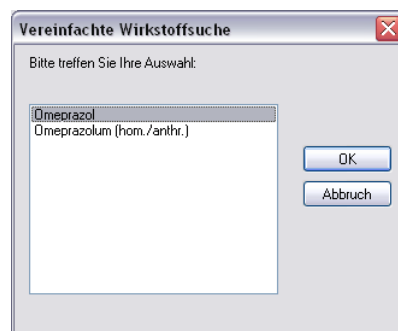 Vereinfachte Wirkstoffsuche
Bitte treffen Sie Ihre Auswahl:
Omeprazol
Omeprazolum (hom./anthr.)
OK
Abbruch